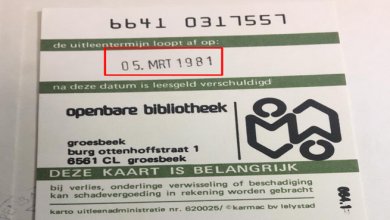 6641 0317557
de uitleentermijn loopt af op:
05. MRT 1981
na deze datum is leesgeld verschuldigd
openbare bibliotheek
groesbeek
burg ottenhoffstraat 1
6561 CL groesbeek
DEZE KAART IS BELANGRIJK
bij verlies, onderlinge verwisseling of beschadiging
kan schadevergoeding in rekening worden gebracht
karto uitleenadministratie nr. 620025/ © karmac bv lelystad